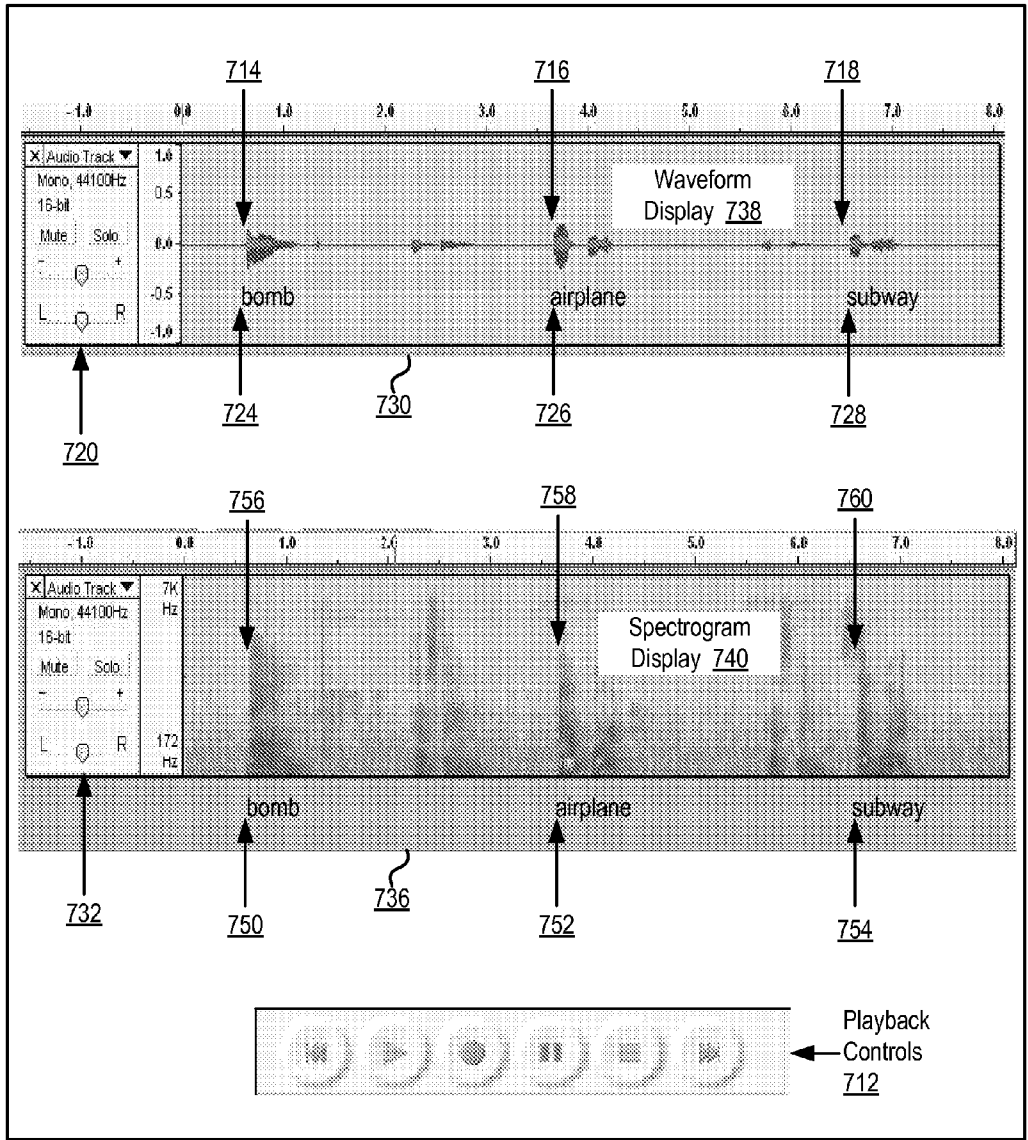 714 716 718
- 1.0 0.0 1.0 2.0 3.0 4.0 5.0 6.0 7.0 8.0
X Audio Track ▼ 1.0
Mono, 44100Hz
16-bit 0.5
Mute Solo
0.0
- +
-0.5
L R
-1.0
Waveform
Display 738
bomb airplane subway
724 730 726 728
720
756 758 760
- 1.0 0.0 1.0 2.0 3.0 4.0 5.0 6.0 7.0 8.0
X Audio Track ▼ 7K
Mono, 44100Hz Hz
16-bit
Mute Solo
- +
L R 172
Hz
Spectrogram
Display 740
bomb airplane subway
732 750 736 752 754
Playback
Controls
712